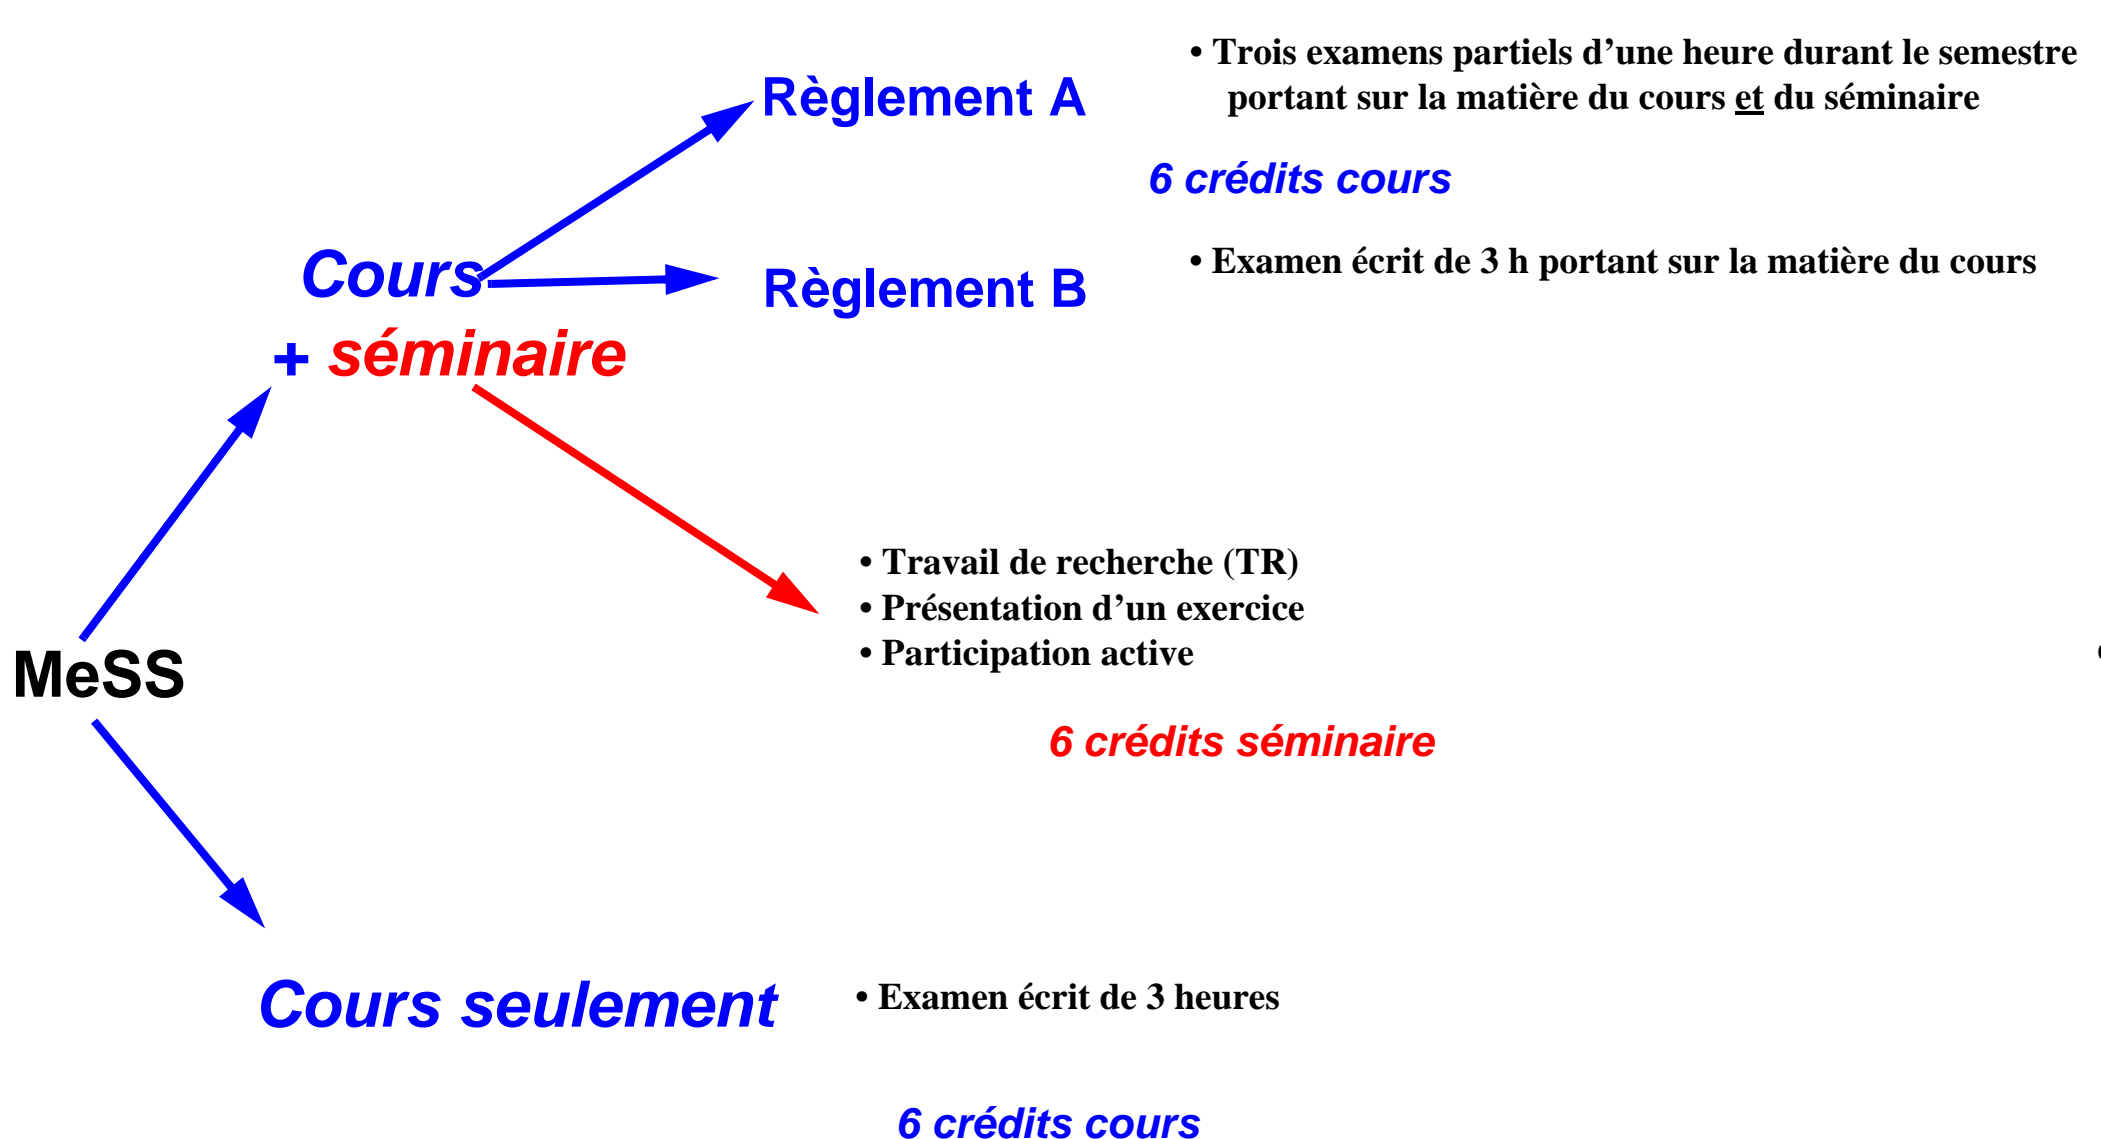 • Trois examens partiels d’une heure durant le semestre
portant sur la matière du cours et du séminaire
Règlement A
6 crédits cours
• Examen écrit de 3 h portant sur la matière du cours
Règlement B
Cours
+ séminaire
• Travail de recherche (TR)
• Présentation d’un exercice
• Participation active
MeSS
6 crédits séminaire
Cours seulement
• Examen écrit de 3 heures
6 crédits cours